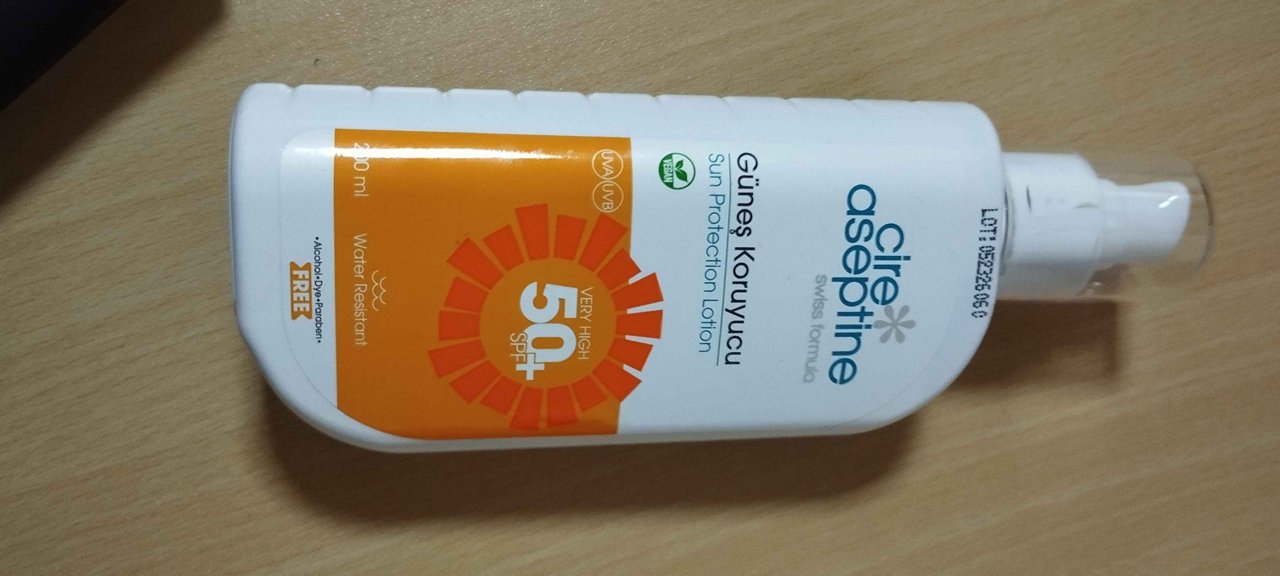 LOT:052326060
cire
aseptine
swiss formula
Güneş Koruyucu
Sun Protection Lotion
VEGAN
UVA UVB
VERY HIGH
50+
SPF
200 ml
Water Resistant
•Alcohol•Dye•Paraben•
FREE